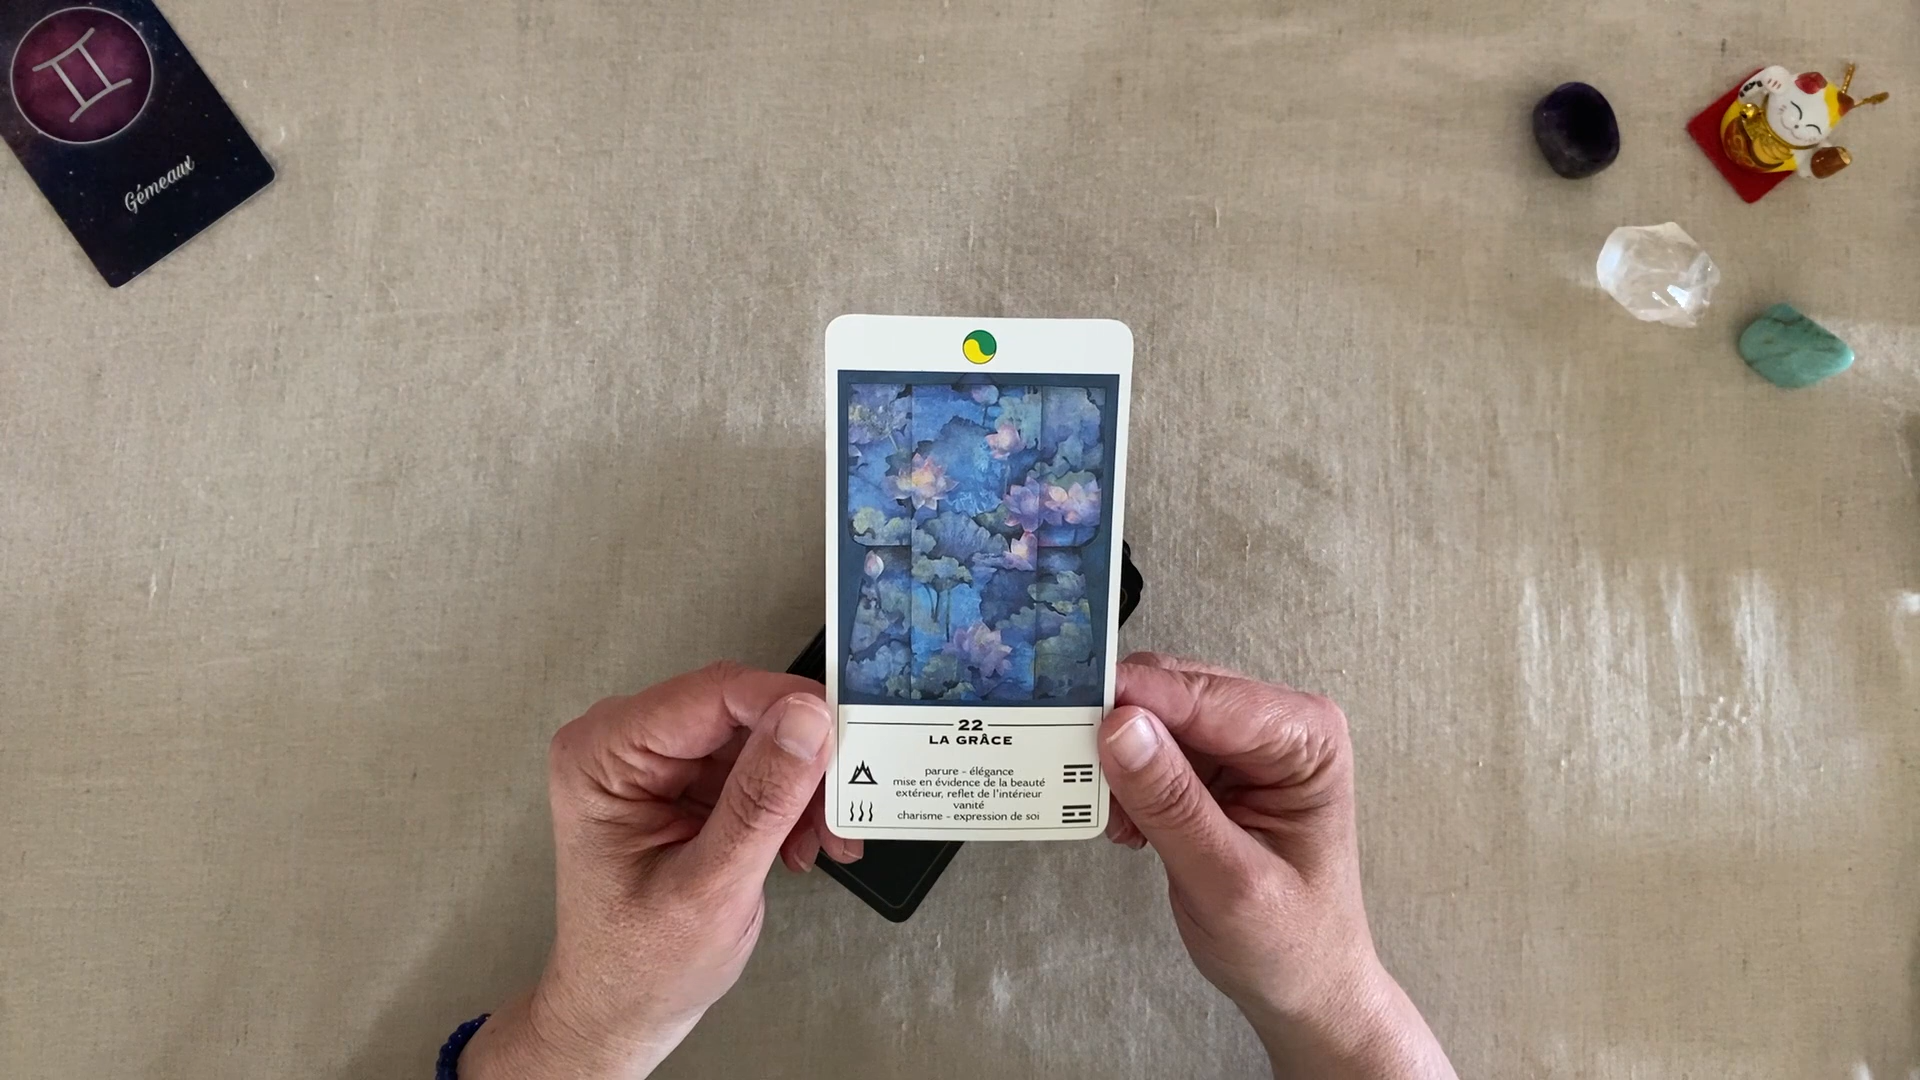 Gémeaux
22
LA GRÂCE
parure - élégance
mise en évidence de la beauté
extérieur, reflet de l'intérieur
vanité
charisme - expression de soi